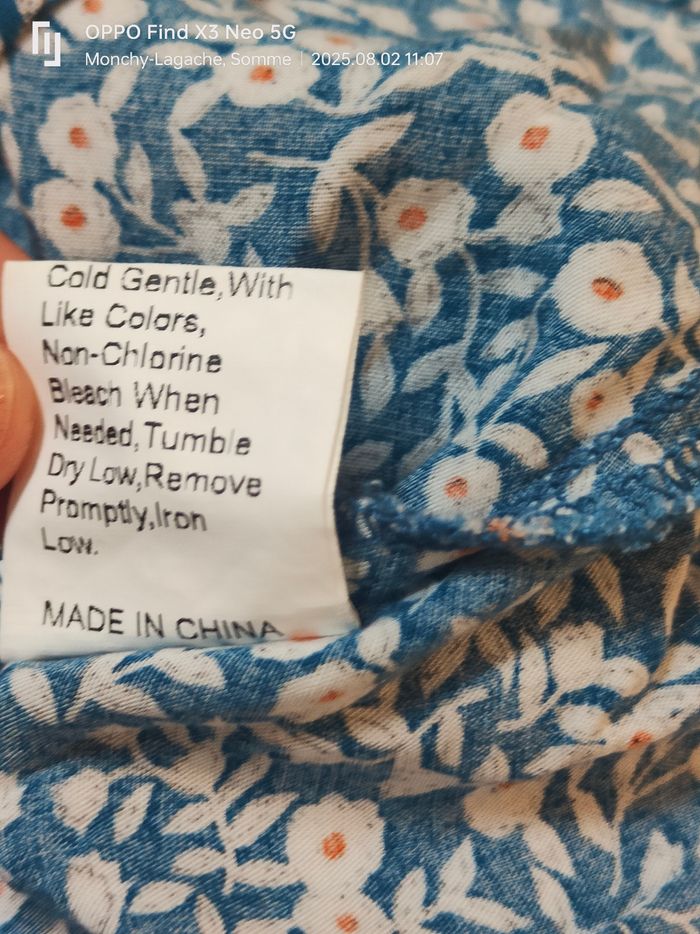 OPPO Find X3 Neo 5G
Monchy-Lagache, Somme | 2025.08.02 11:07
Cold Gentle,With
Like Colors,
Non-Chlorine
Bleach When
Needed,Tumble
Dry Low,Remove
Promptly,Iron
Low.
MADE IN CHINA